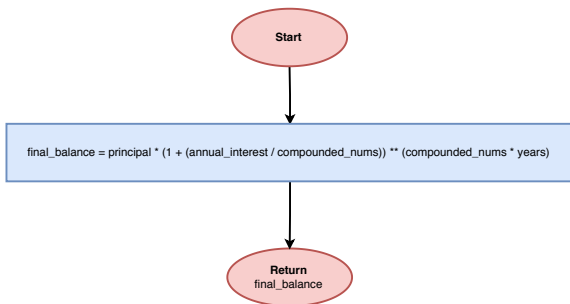 Start
final_balance = principal * (1 + (annual_interest / compounded_nums)) ** (compounded_nums * years)
Return
final_balance